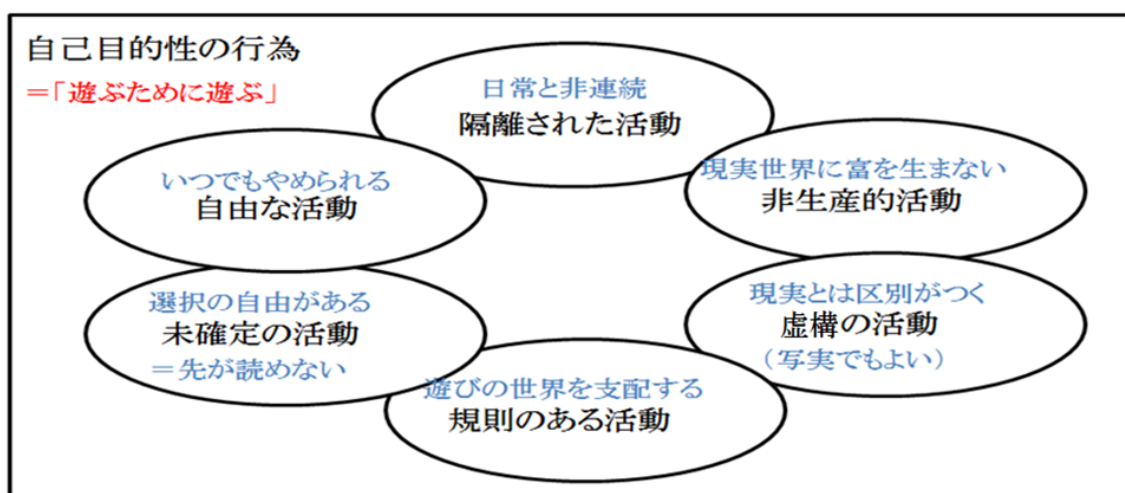 自己目的性の行為
＝「遊ぶために遊ぶ」
日常と非連続
隔離された活動
いつでもやめられる
自由な活動
現実世界に富を生まない
非生産的活動
選択の自由がある
未確定の活動
＝先が読めない
現実とは区別がつく
虚構の活動
（写実でもよい）
遊びの世界を支配する
規則のある活動